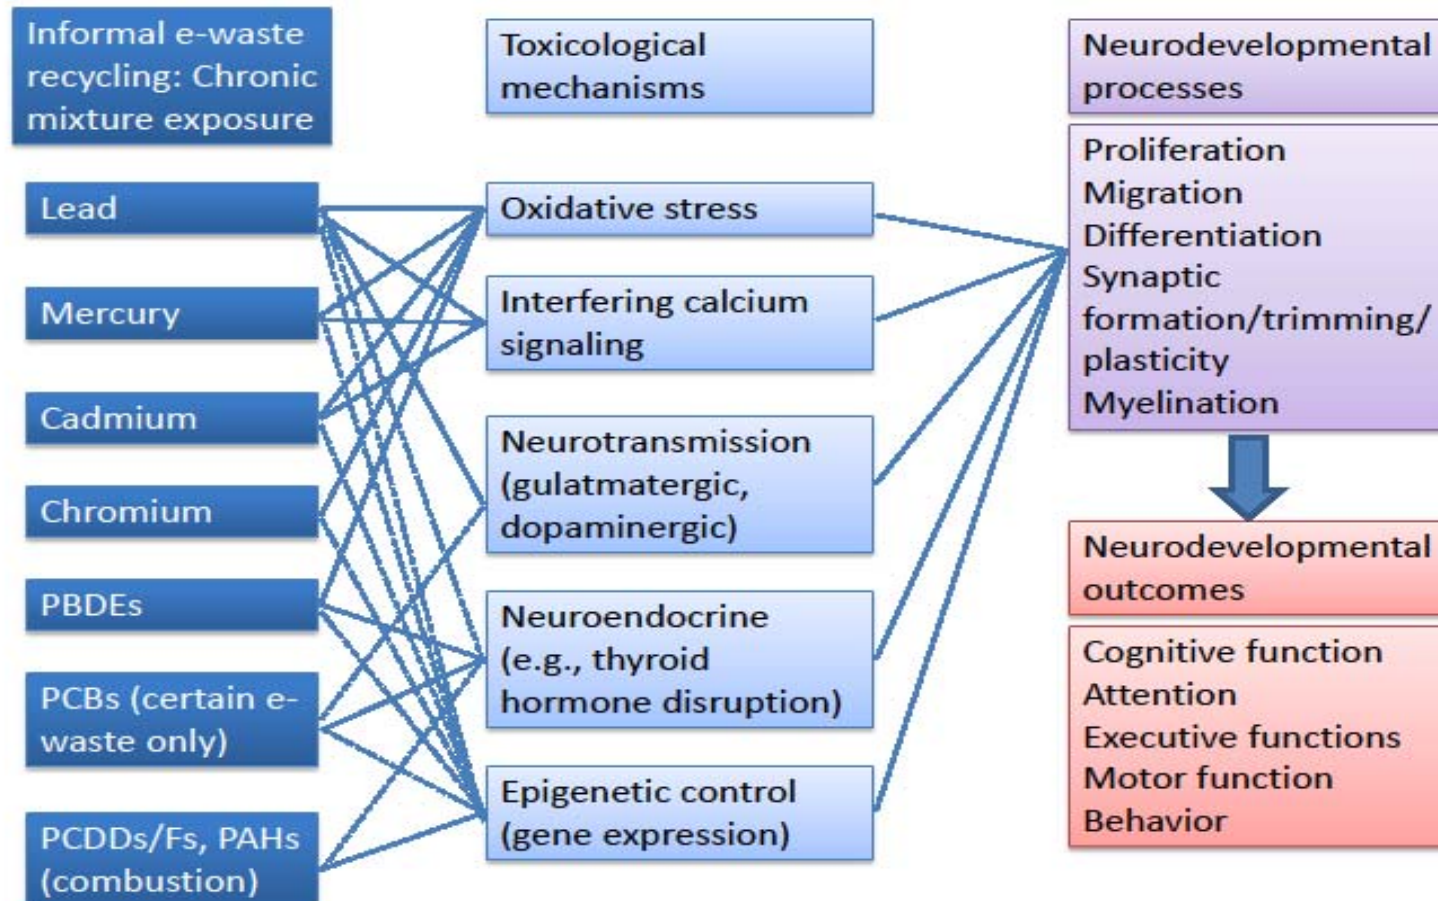 Informal e-waste
recycling: Chronic
mixture exposure
Lead
Mercury
Cadmium
Chromium
PBDEs
PCBs (certain e-
waste only)
PCDDs/Fs, PAHs
(combustion)
Toxicological
mechanisms
Oxidative stress
Interfering calcium
signaling
Neurotransmission
(gulatmatergic,
dopaminergic)
Neuroendocrine
(e.g., thyroid
hormone disruption)
Epigenetic control
(gene expression)
Neurodevelopmental
processes
Proliferation
Migration
Differentiation
Synaptic
formation/trimming/
plasticity
Myelination
Neurodevelopmental
outcomes
Cognitive function
Attention
Executive functions
Motor function
Behavior